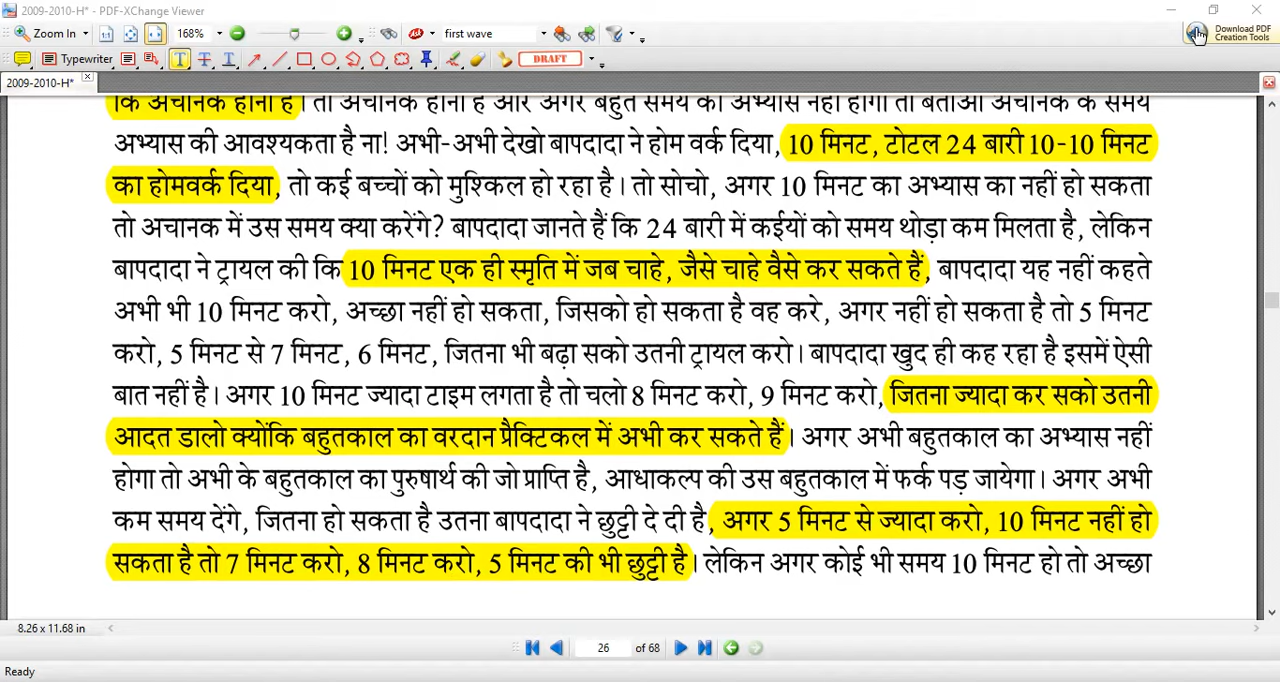 2009-2010-H* - PDF-XChange Viewer
Zoom In 168% first wave Download PDF Creation Tools
Typewriter DRAFT
2009-2010-H*
कि अचानक होना है। तो अचानक होना है और अगर बहुत समय का अभ्यास नहीं होगा तो बताओ अचानक के समय
अभ्यास की आवश्यकता है ना! अभी-अभी देखो बापदादा ने होम वर्क दिया, 10 मिनट, टोटल 24 बारी 10-10 मिनट
का होमवर्क दिया, तो कई बच्चों को मुश्किल हो रहा है। तो सोचो, अगर 10 मिनट का अभ्यास का नहीं हो सकता
तो अचानक में उस समय क्या करेंगे? बापदादा जानते हैं कि 24 बारी में कईयों को समय थोड़ा कम मिलता है, लेकिन
बापदादा ने ट्रायल की कि 10 मिनट एक ही स्मृति में जब चाहे, जैसे चाहे वैसे कर सकते हैं, बापदादा यह नहीं कहते
अभी भी 10 मिनट करो, अच्छा नहीं हो सकता, जिसको हो सकता है वह करे, अगर नहीं हो सकता है तो 5 मिनट
करो, 5 मिनट से 7 मिनट, 6 मिनट, जितना भी बढ़ा सको उतनी ट्रायल करो। बापदादा खुद ही कह रहा है इसमें ऐसी
बात नहीं है। अगर 10 मिनट ज्यादा टाइम लगता है तो चलो 8 मिनट करो, 9 मिनट करो, जितना ज्यादा कर सको उतनी
आदत डालो क्योंकि बहुतकाल का वरदान प्रैक्टिकल में अभी कर सकते हैं। अगर अभी बहुतकाल का अभ्यास नहीं
होगा तो अभी के बहुतकाल का पुरुषार्थ की जो प्राप्ति है, आधाकल्प की उस बहुतकाल में फर्क पड़ जायेगा। अगर अभी
कम समय देंगे, जितना हो सकता है उतना बापदादा ने छुट्टी दे दी है, अगर 5 मिनट से ज्यादा करो, 10 मिनट नहीं हो
सकता है तो 7 मिनट करो, 8 मिनट करो, 5 मिनट की भी छुट्टी है। लेकिन अगर कोई भी समय 10 मिनट हो तो अच्छा
8.26 x 11.68 in
26 of 68
Ready